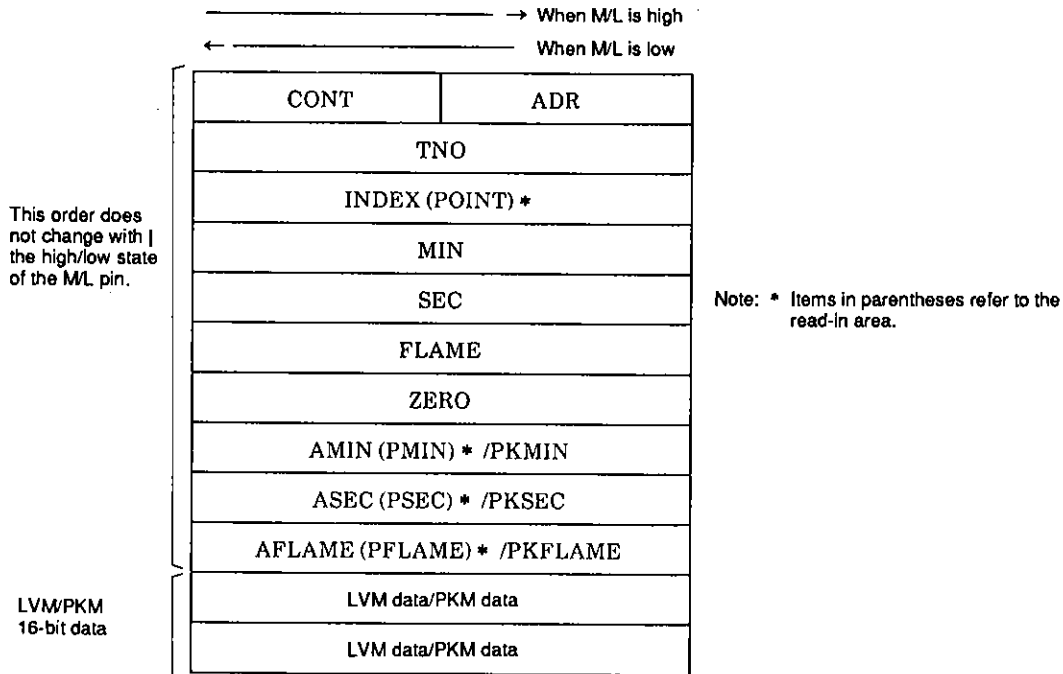 When M/L is high
When M/L is low
CONT ADR
TNO
INDEX (POINT) *
MIN
SEC
FLAME
ZERO
AMIN (PMIN) * /PKMIN
ASEC (PSEC) * /PKSEC
AFLAME (PFLAME) * /PKFLAME
LVM data/PKM data
LVM data/PKM data
This order does
not change with |
the high/low state
of the M/L pin.
LVM/PKM
16-bit data
Note: * Items in parentheses refer to the
read-in area.